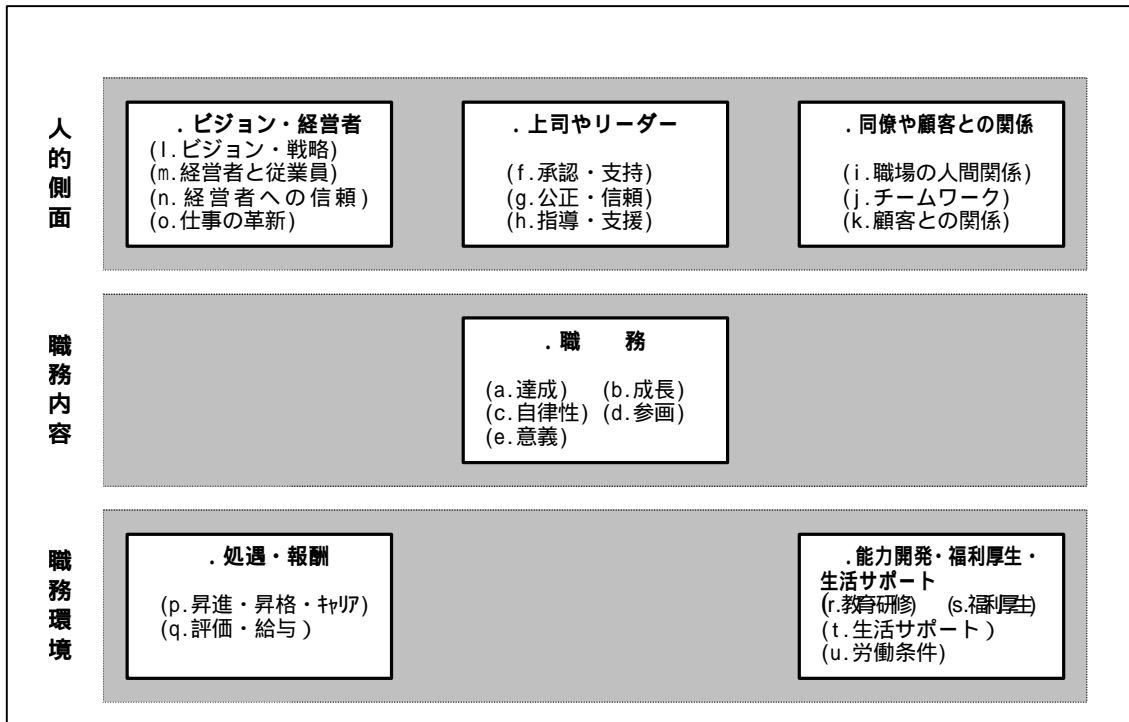 人的側面
．ビジョン・経営者
(l.ビジョン・戦略)
(m.経営者と従業員)
(n.経営者への信頼)
(o.仕事の革新)
．上司やリーダー
(f.承認・支持)
(g.公正・信頼)
(h.指導・支援)
．同僚や顧客との関係
(i.職場の人間関係)
(j.チームワーク)
(k.顧客との関係)
職務内容
．職　　務
(a.達成)　(b.成長)
(c.自律性) (d.参画)
(e.意義)
職務環境
．処遇・報酬
(p.昇進・昇格・ｷｬﾘｱ)
(q.評価・給与）
．能力開発・福利厚生・
生活サポート
(r.教育研修)　(s.福利厚生)
(t.生活サポート）
(u.労働条件)